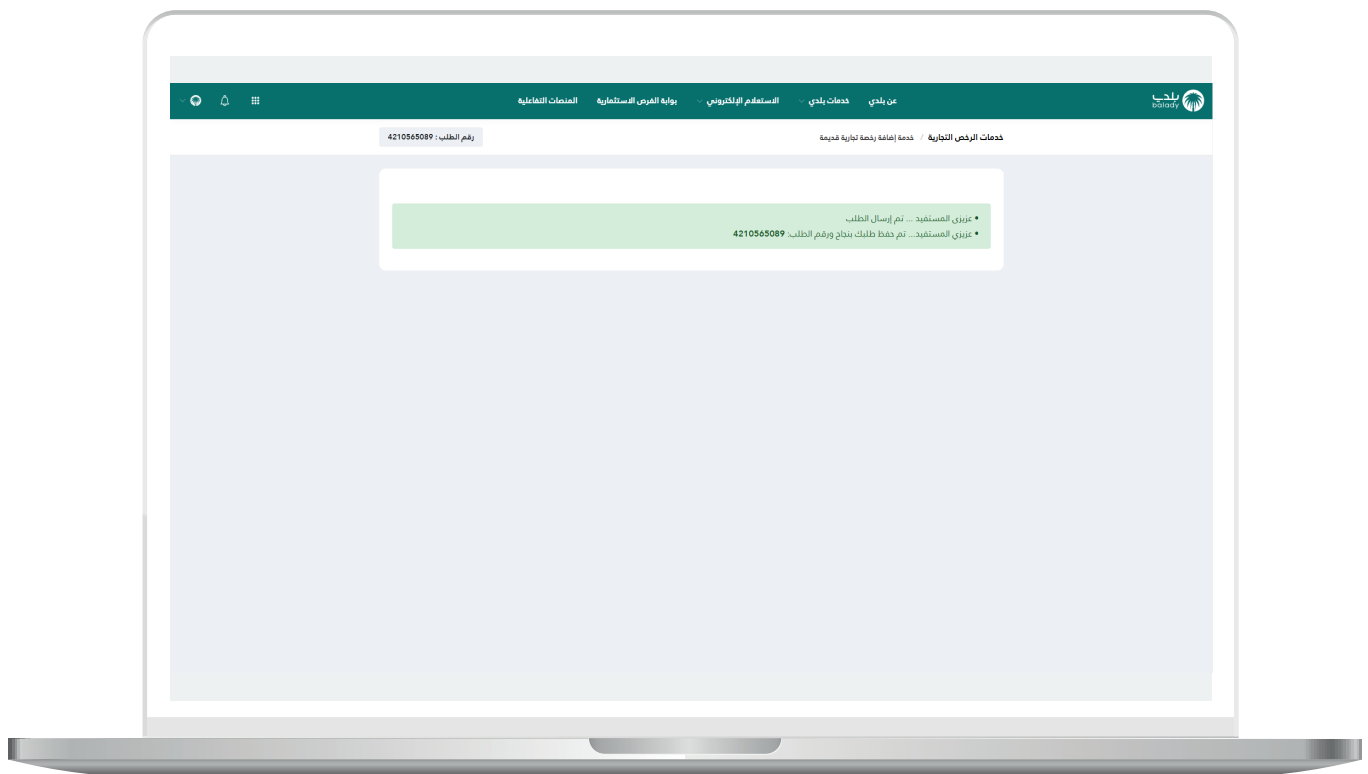 بلدي
balady
عن بلدي
خدمات بلدي
الاستعلام الإلكتروني
بوابة الفرص الاستثمارية
المنصات التفاعلية
خدمات الرخص التجارية / خدمة إضافة رخصة تجارية قديمة
رقم الطلب : 4210565089
• عزيزي المستفيد ... تم إرسال الطلب
• عزيزي المستفيد... تم حفظ طلبك بنجاح ورقم الطلب: 4210565089